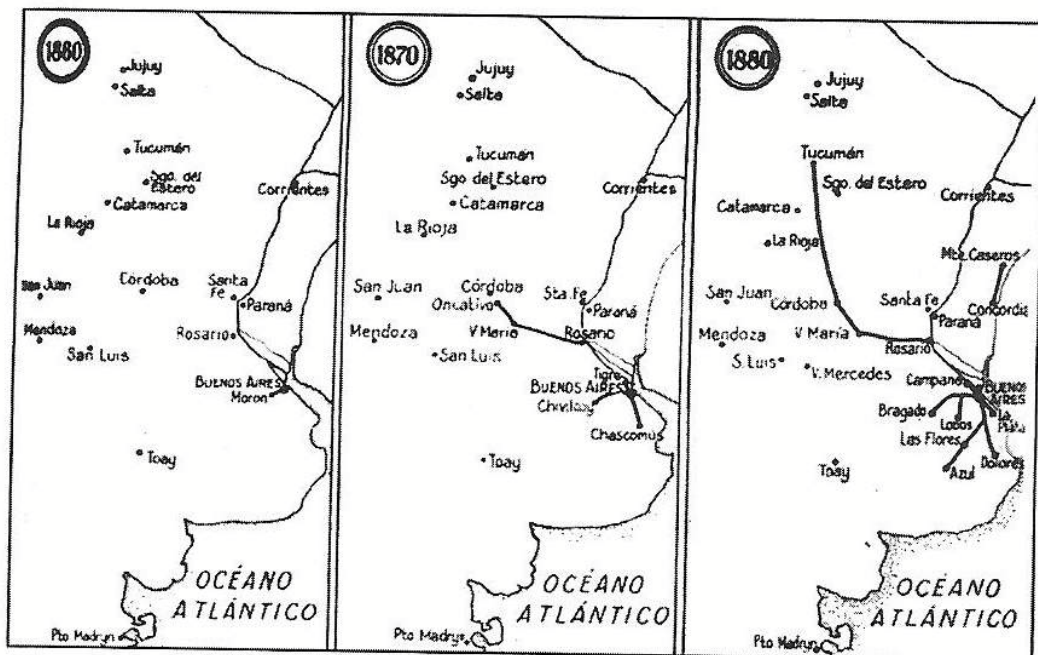 1860
Jujuy
Salta
Tucumán
Sgo. del
Estero
Corrientes
Catamarca
La Rioja
San Juan
Córdoba
Santa
Fe
Paraná
Mendoza
San Luis
Rosario
BUENOS AIRES
Moron
Toay
OCÉANO
ATLÁNTICO
Pto Madryn
1870
Jujuy
Salta
Tucumán
Sgo del Estero
Corrientes
Catamarca
La Rioja
San Juan
Córdoba
Oncativo
Sta. Fe
Paraná
Mendoza
V María
Rosario
San Luis
Tigre
BUENOS AIRES
Chivilcoy
Chascomús
Toay
OCÉANO
ATLÁNTICO
Pto Madryn
1880
Jujuy
Salta
Tucumán
Sgo. del
Estero
Corrientes
Catamarca
La Rioja
Mte. Caseros
San Juan
Córdoba
Santa Fe
Paraná
Concordia
Mendoza
V María
Rosario
S. Luis
V. Mercedes
Campana
BUENOS
AIRES
Bragado
Lobos
La
Plata
Las Flores
Azul
Dolores
Toay
OCÉANO
ATLÁNTICO
Pto Madryn